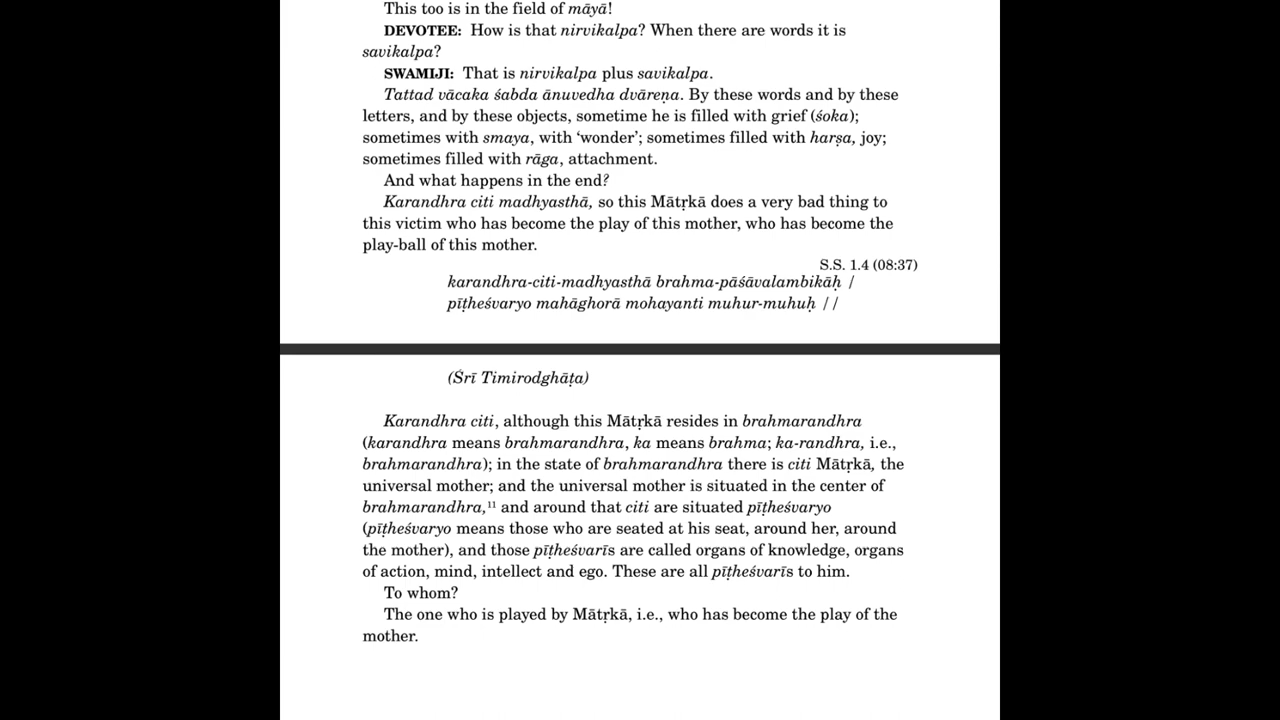 This too is in the field of māyā!
DEVOTEE: How is that nirvikalpa? When there are words it is
savikalpa?
SWAMIJI: That is nirvikalpa plus savikalpa.
Tattad vācaka śabda ānuvedha dvāreṇa. By these words and by these
letters, and by these objects, sometime he is filled with grief (śoka);
sometimes with smaya, with ‘wonder’; sometimes filled with harṣa, joy;
sometimes filled with rāga, attachment.
And what happens in the end?
Karandhra citi madhyasthā, so this Mātṛkā does a very bad thing to
this victim who has become the play of this mother, who has become the
play-ball of this mother.
S.S. 1.4 (08:37)
karandhra-citi-madhyasthā brahma-pāśāvalambikāḥ /
pīṭheśvaryo mahāghorā mohayanti muhur-muhuḥ //
(Śrī Timirodghāṭa)
Karandhra citi, although this Mātṛkā resides in brahmarandhra
(karandhra means brahmarandhra, ka means brahma; ka-randhra, i.e.,
brahmarandhra); in the state of brahmarandhra there is citi Mātṛkā, the
universal mother; and the universal mother is situated in the center of
brahmarandhra,¹¹ and around that citi are situated pīṭheśvaryo
(pīṭheśvaryo means those who are seated at his seat, around her, around
the mother), and those pīṭheśvarīs are called organs of knowledge, organs
of action, mind, intellect and ego. These are all pīṭheśvarīs to him.
To whom?
The one who is played by Mātṛkā, i.e., who has become the play of the
mother.